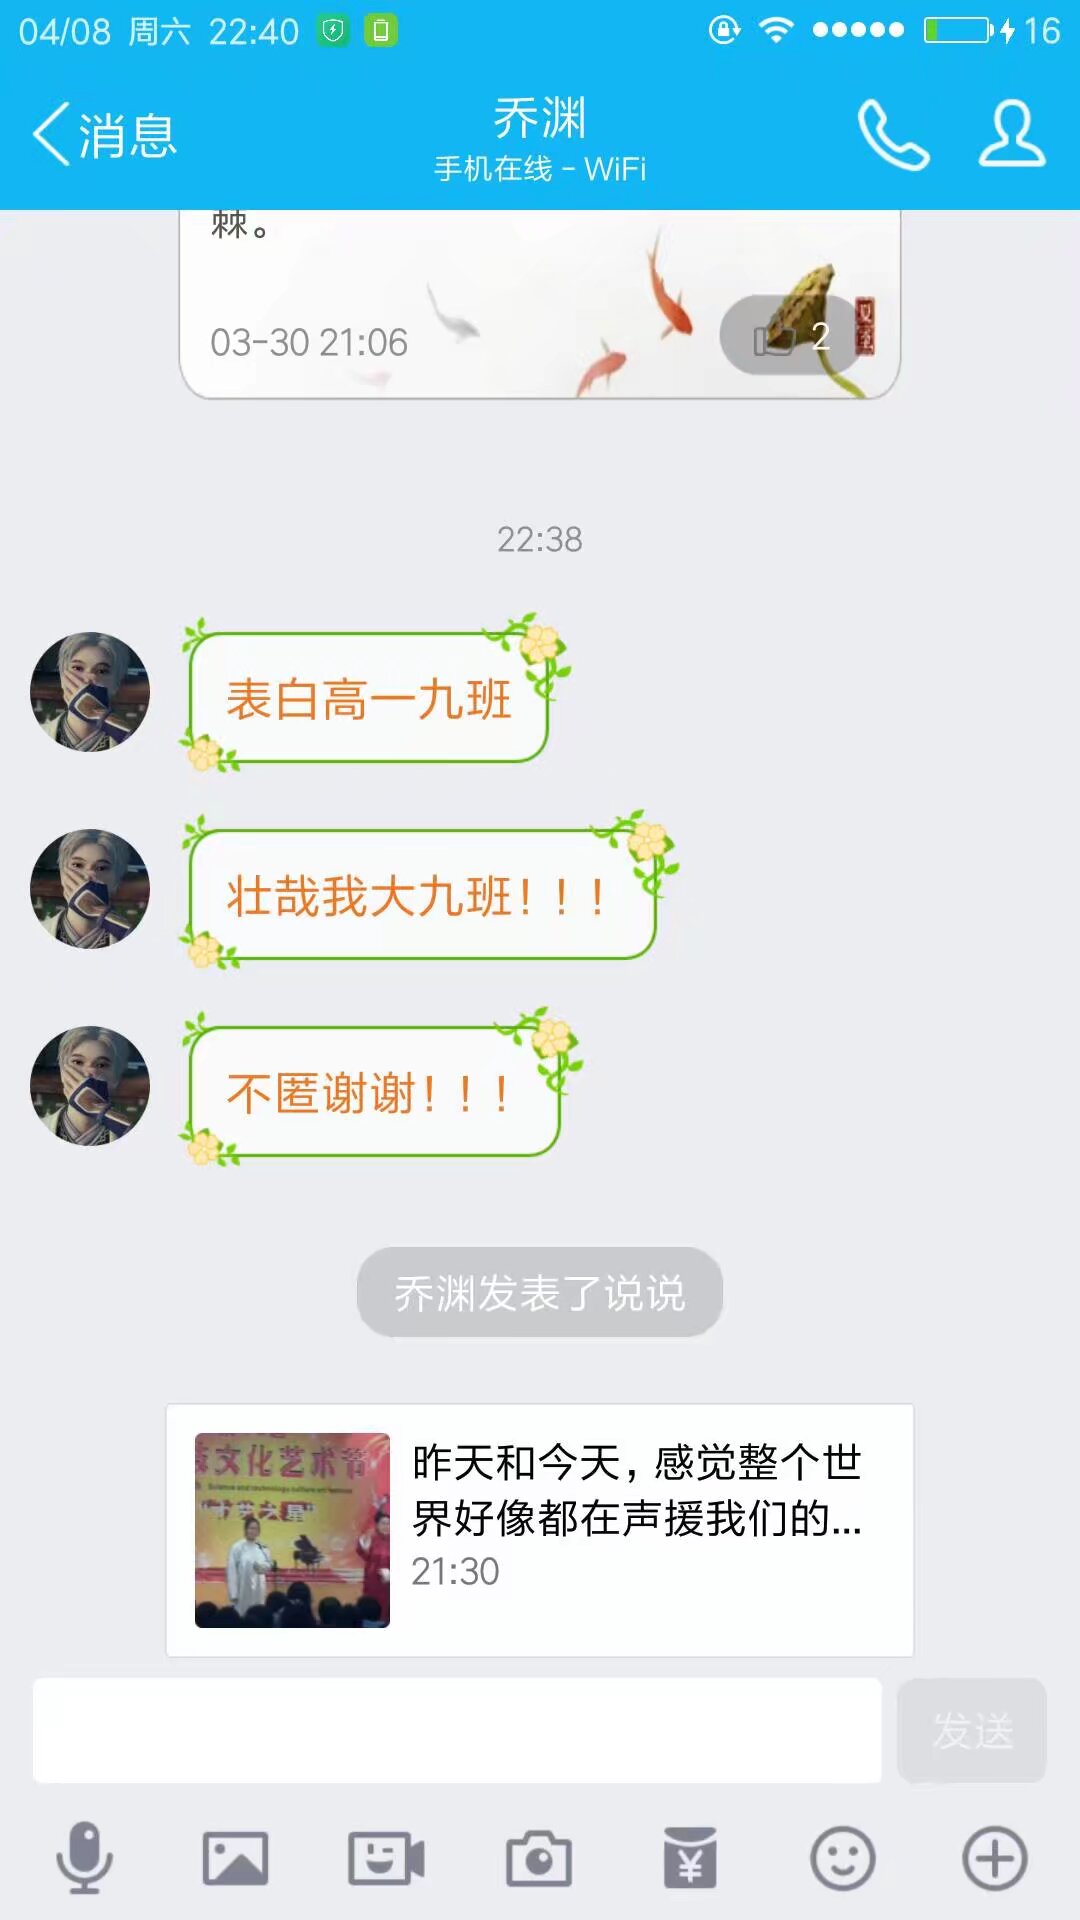 04/08 周六 22:40
16
消息
乔渊
手机在线 - WiFi
棘。
03-30 21:06
2
22:38
表白高一九班
壮哉我大九班！！！
不匿谢谢！！！
乔渊发表了说说
文化艺术节
昨天和今天，感觉整个世
界好像都在声援我们的...
21:30
发送